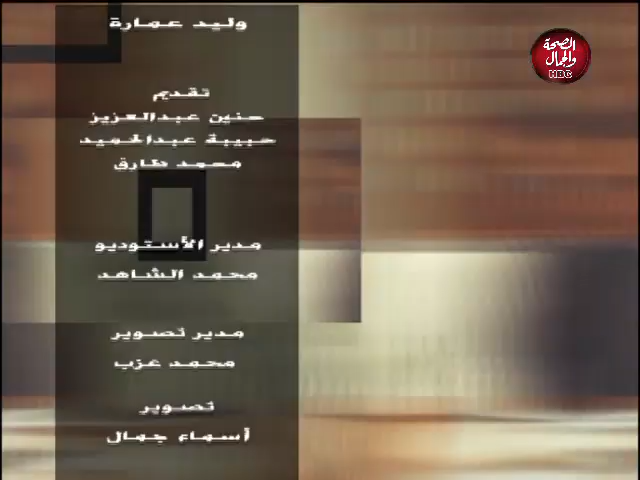 وليد عمارة
الصحة
والجمال
HBC
تقديم
حنين عبدالعزيز
حبيبة عبدالحميد
محمد طارق
مدير الأستوديو
محمد الشاهد
مدير تصوير
محمد عزب
تصوير
أسماء جمال